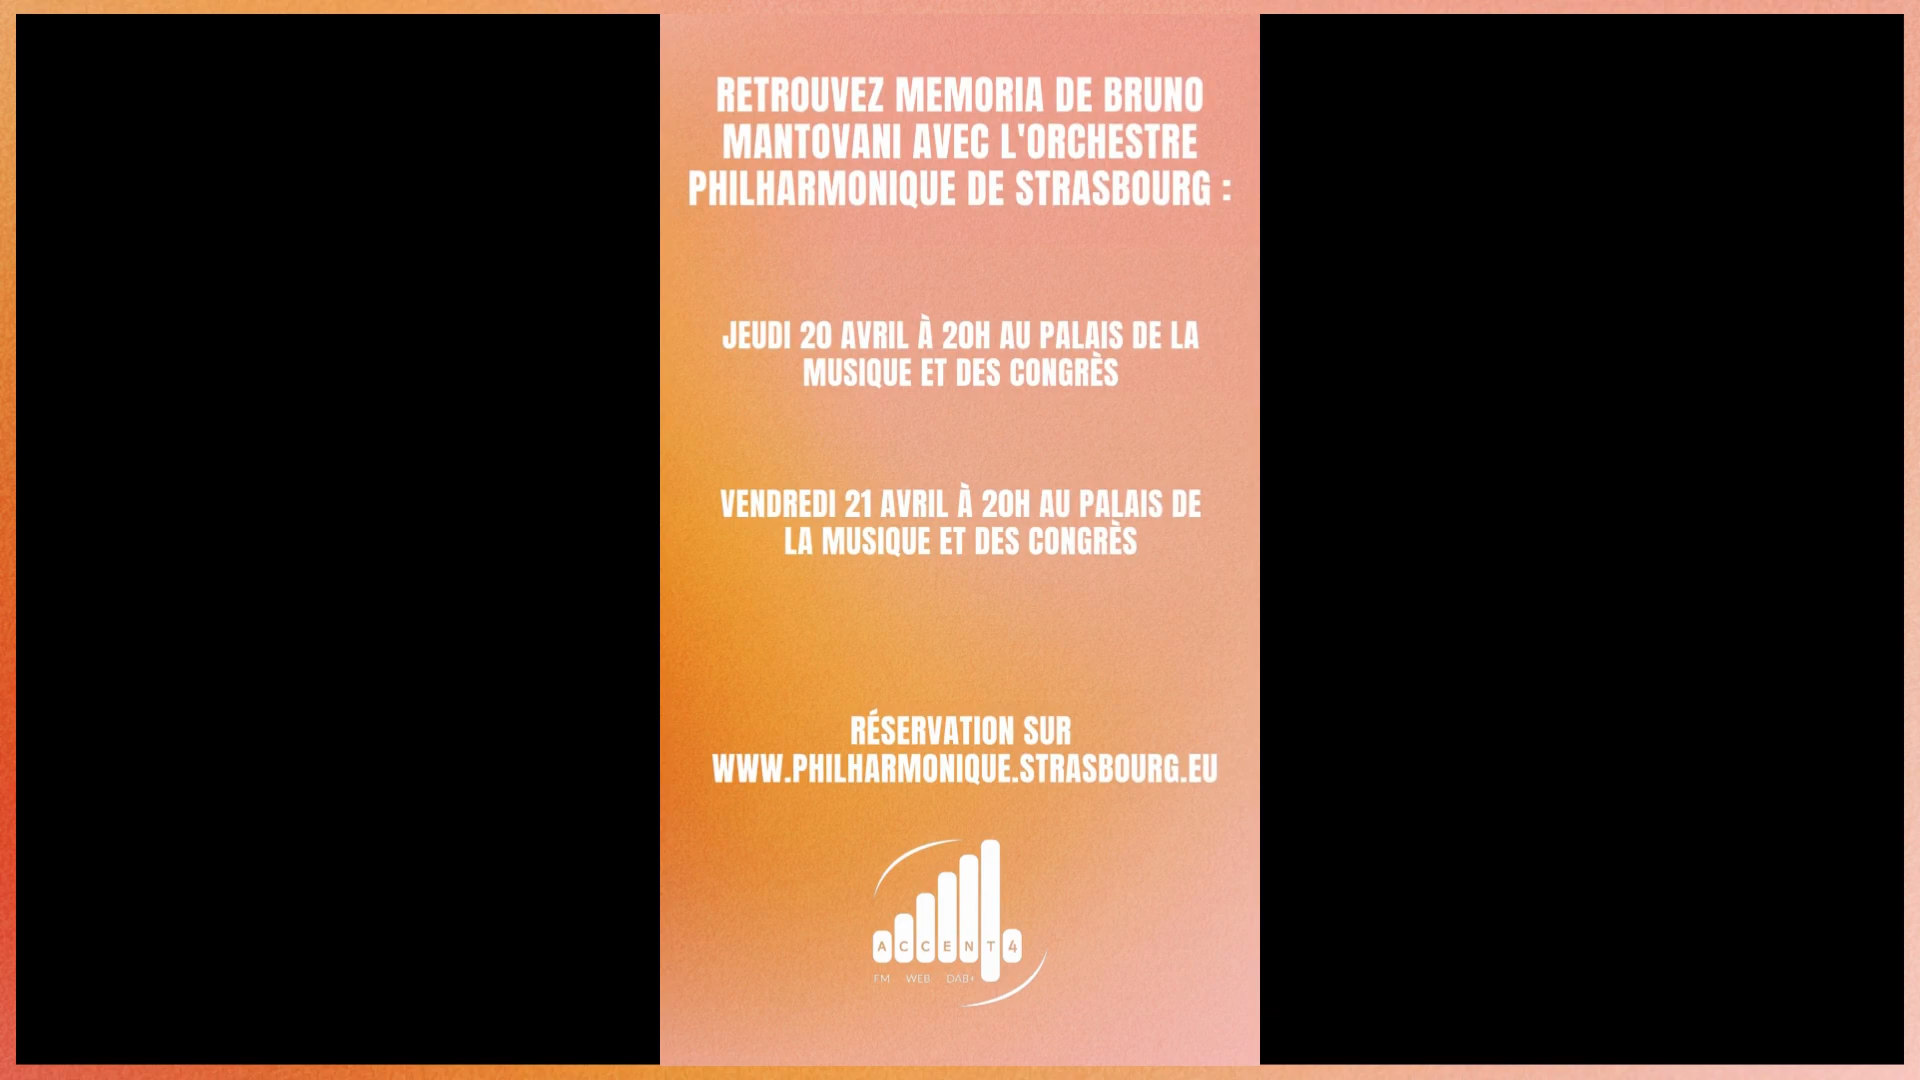 RETROUVEZ MEMORIA DE BRUNO
MANTOVANI AVEC L'ORCHESTRE
PHILHARMONIQUE DE STRASBOURG :
JEUDI 20 AVRIL À 20H AU PALAIS DE LA
MUSIQUE ET DES CONGRÈS
VENDREDI 21 AVRIL À 20H AU PALAIS DE
LA MUSIQUE ET DES CONGRÈS
RÉSERVATION SUR
WWW.PHILHARMONIQUE.STRASBOURG.EU
ACCENT4
FM WEB DAB+